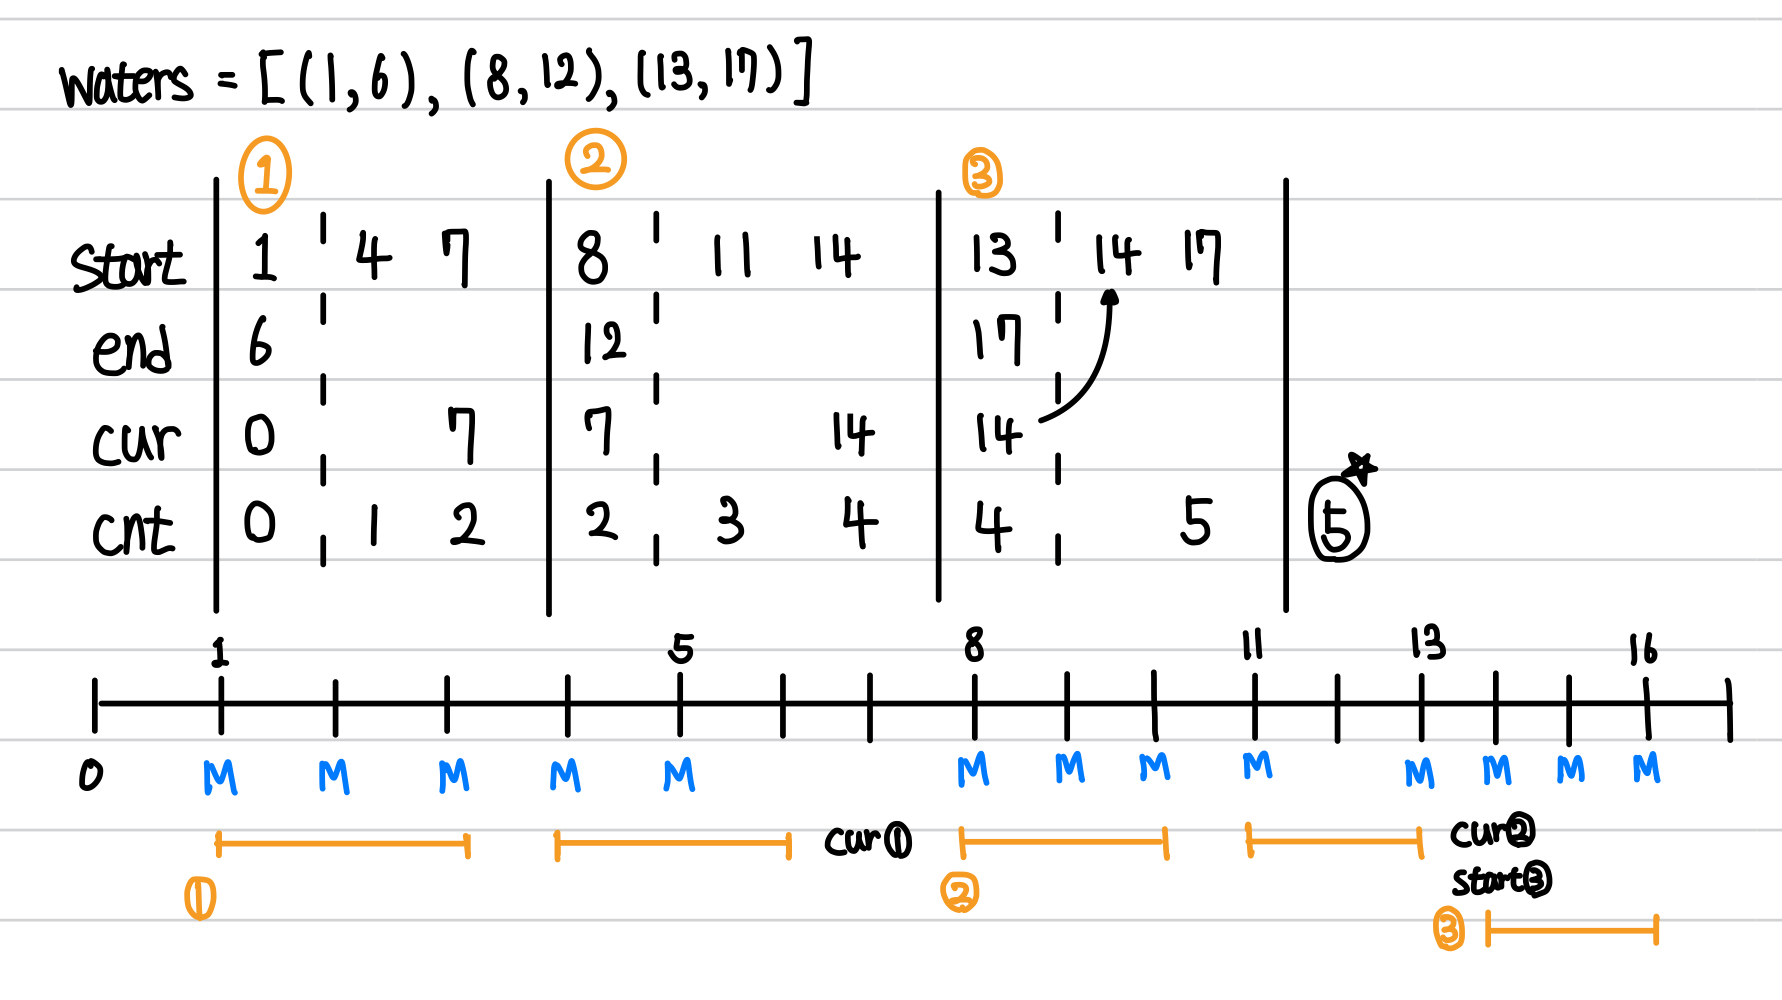 waters = [(1,6), (8,12), (13,17)]
① ② ③
start 1 4 7 8 11 14 13 14 17
end 6 12 17
cur 0 7 7 14 14
cnt 0 1 2 2 3 4 4 5 5
1 5 8 11 13 16
0 M M M M M M M M M M M M M
cur① cur②
① ② start③
③